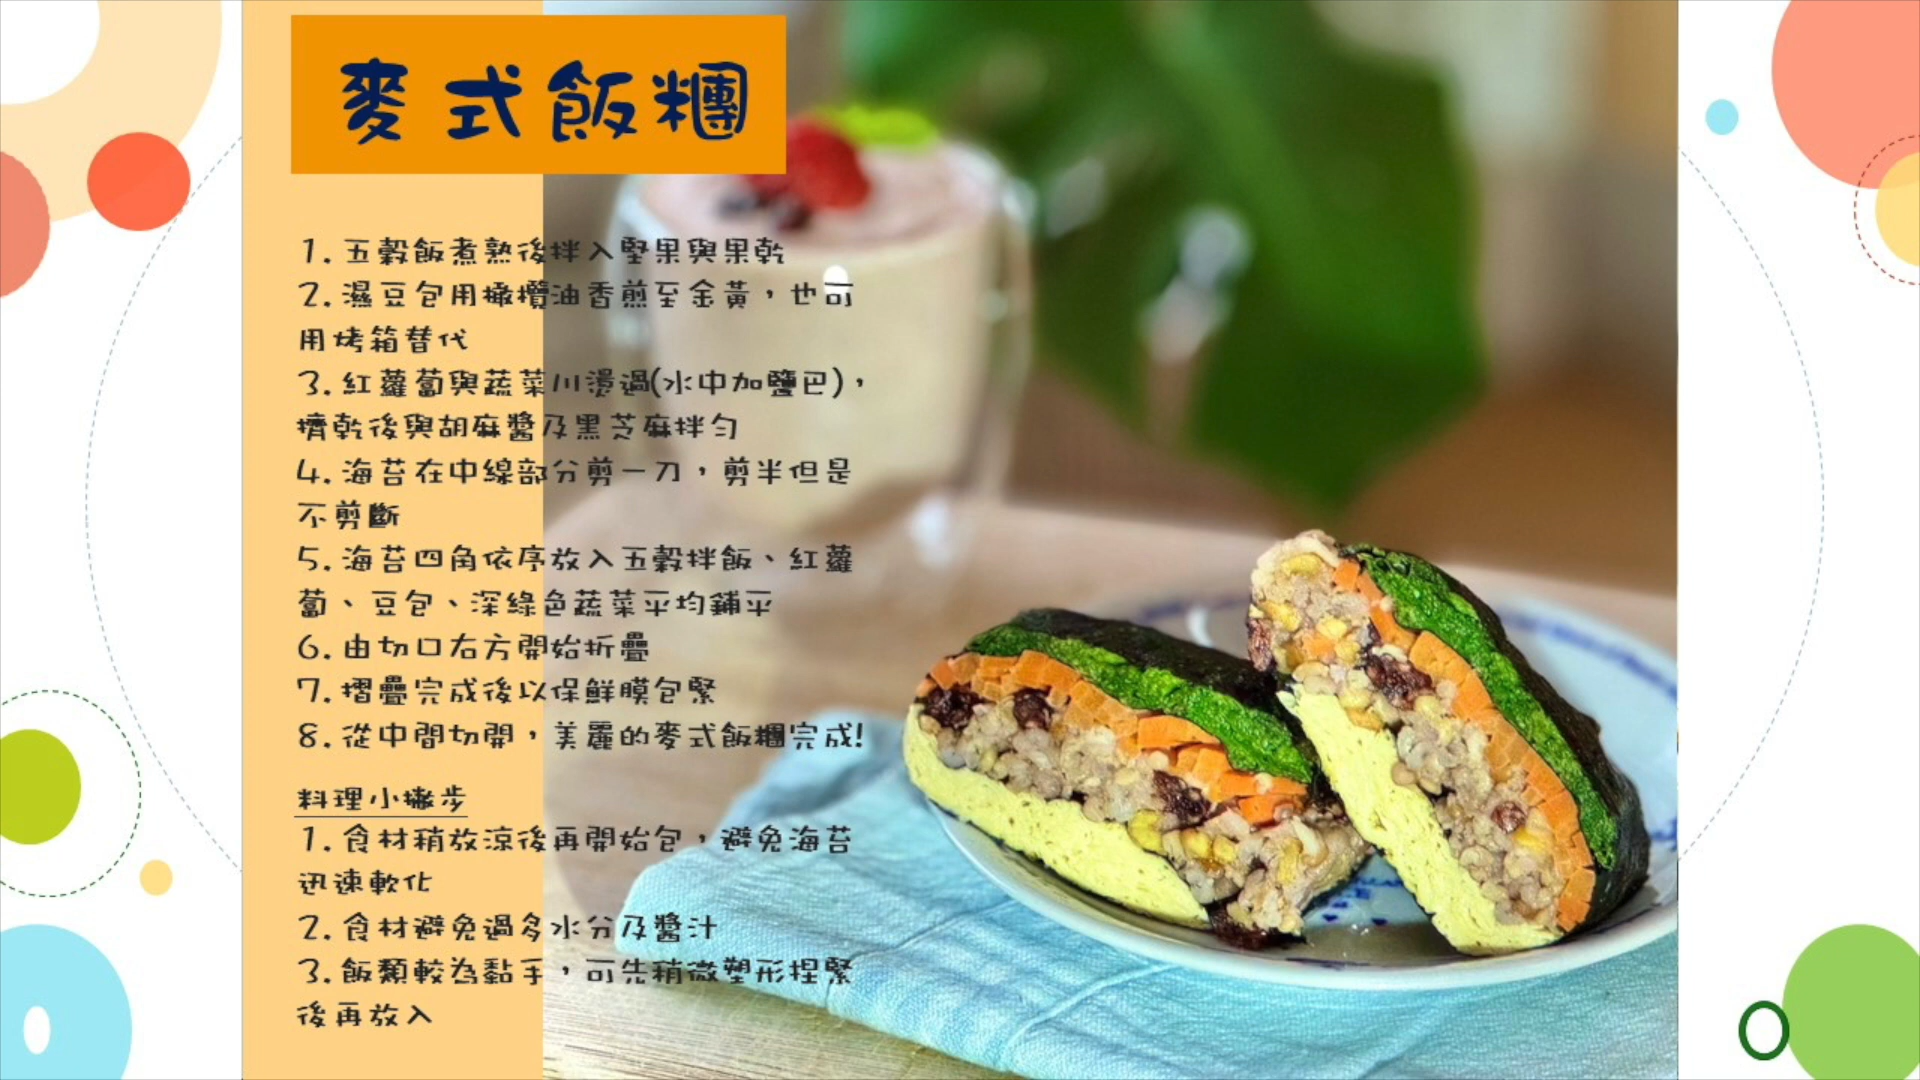 麥式飯糰
1. 五穀飯煮熟後拌入堅果與果乾
2. 濕豆包用橄欖油香煎至金黃，也可
用烤箱替代
3. 紅蘿蔔與蔬菜川燙過(水中加鹽巴)，
擠乾後與胡麻醬及黑芝麻拌勻
4. 海苔在中線部分剪一刀，剪半但是
不剪斷
5. 海苔四角依序放入五穀拌飯、紅蘿
蔔、豆包、深綠色蔬菜平均鋪平
6. 由切口右方開始折疊
7. 摺疊完成後以保鮮膜包緊
8. 從中間切開，美麗的麥式飯糰完成!
料理小撇步
1. 食材稍放涼後再開始包，避免海苔
迅速軟化
2. 食材避免過多水分及醬汁
3. 飯類較為黏手，可先稍微塑形捏緊
後再放入